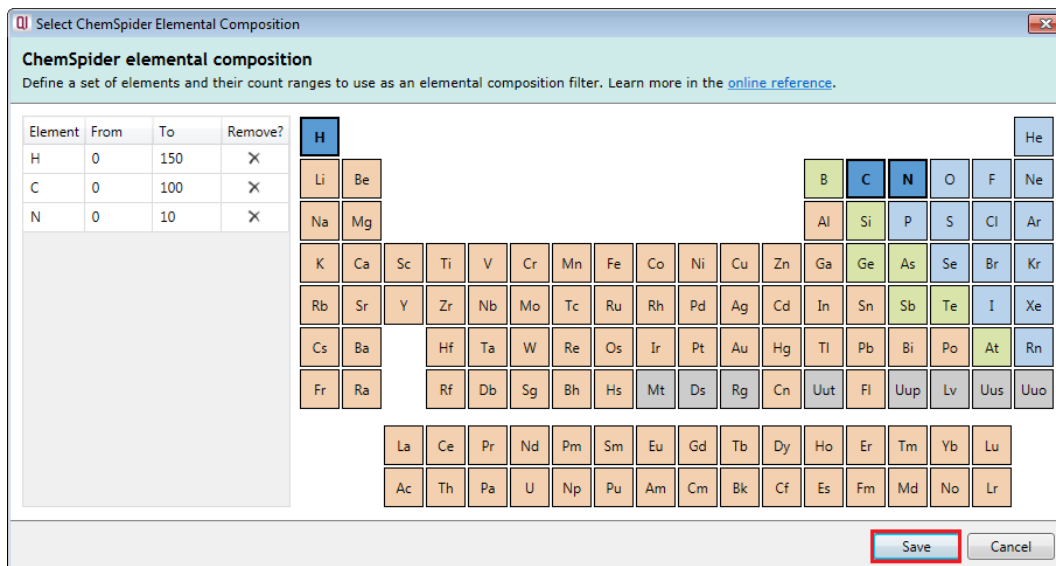 QI Select ChemSpider Elemental Composition
ChemSpider elemental composition
Define a set of elements and their count ranges to use as an elemental composition filter. Learn more in the online reference.
Element From To Remove?
H 0 150
C 0 100
N 0 10
H He
Li Be B C N O F Ne
Na Mg Al Si P S Cl Ar
K Ca Sc Ti V Cr Mn Fe Co Ni Cu Zn Ga Ge As Se Br Kr
Rb Sr Y Zr Nb Mo Tc Ru Rh Pd Ag Cd In Sn Sb Te I Xe
Cs Ba Hf Ta W Re Os Ir Pt Au Hg Tl Pb Bi Po At Rn
Fr Ra Rf Db Sg Bh Hs Mt Ds Rg Cn Uut Fl Uup Lv Uus Uuo
La Ce Pr Nd Pm Sm Eu Gd Tb Dy Ho Er Tm Yb Lu
Ac Th Pa U Np Pu Am Cm Bk Cf Es Fm Md No Lr
Save Cancel